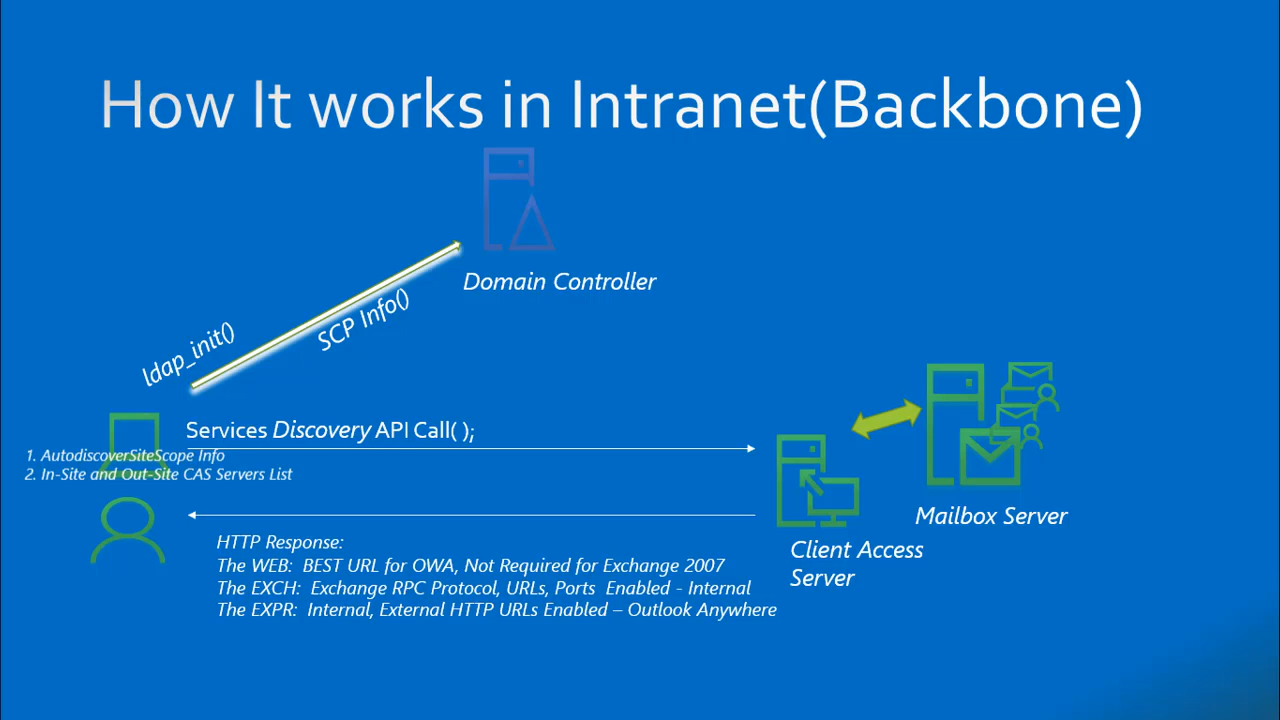 How It works in Intranet(Backbone)
Domain Controller
ldap_init()
SCP Info()
Services Discovery API Call( );
1. AutodiscoverSiteScope Info
2. In-Site and Out-Site CAS Servers List
Mailbox Server
Client Access
Server
HTTP Response:
The WEB: BEST URL for OWA, Not Required for Exchange 2007
The EXCH: Exchange RPC Protocol, URLs, Ports Enabled - Internal
The EXPR: Internal, External HTTP URLs Enabled – Outlook Anywhere